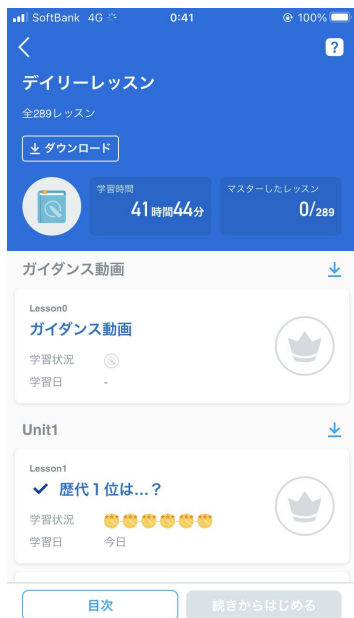 SoftBank 4G 0:41 100%
?
デイリーレッスン
全289レッスン
ダウンロード
学習時間
41時間44分
マスターしたレッスン
0/289
ガイダンス動画
Lesson0
ガイダンス動画
学習状況
学習日 -
Unit1
Lesson1
歴代1位は…?
学習状況
学習日 今日
目次
続きからはじめる